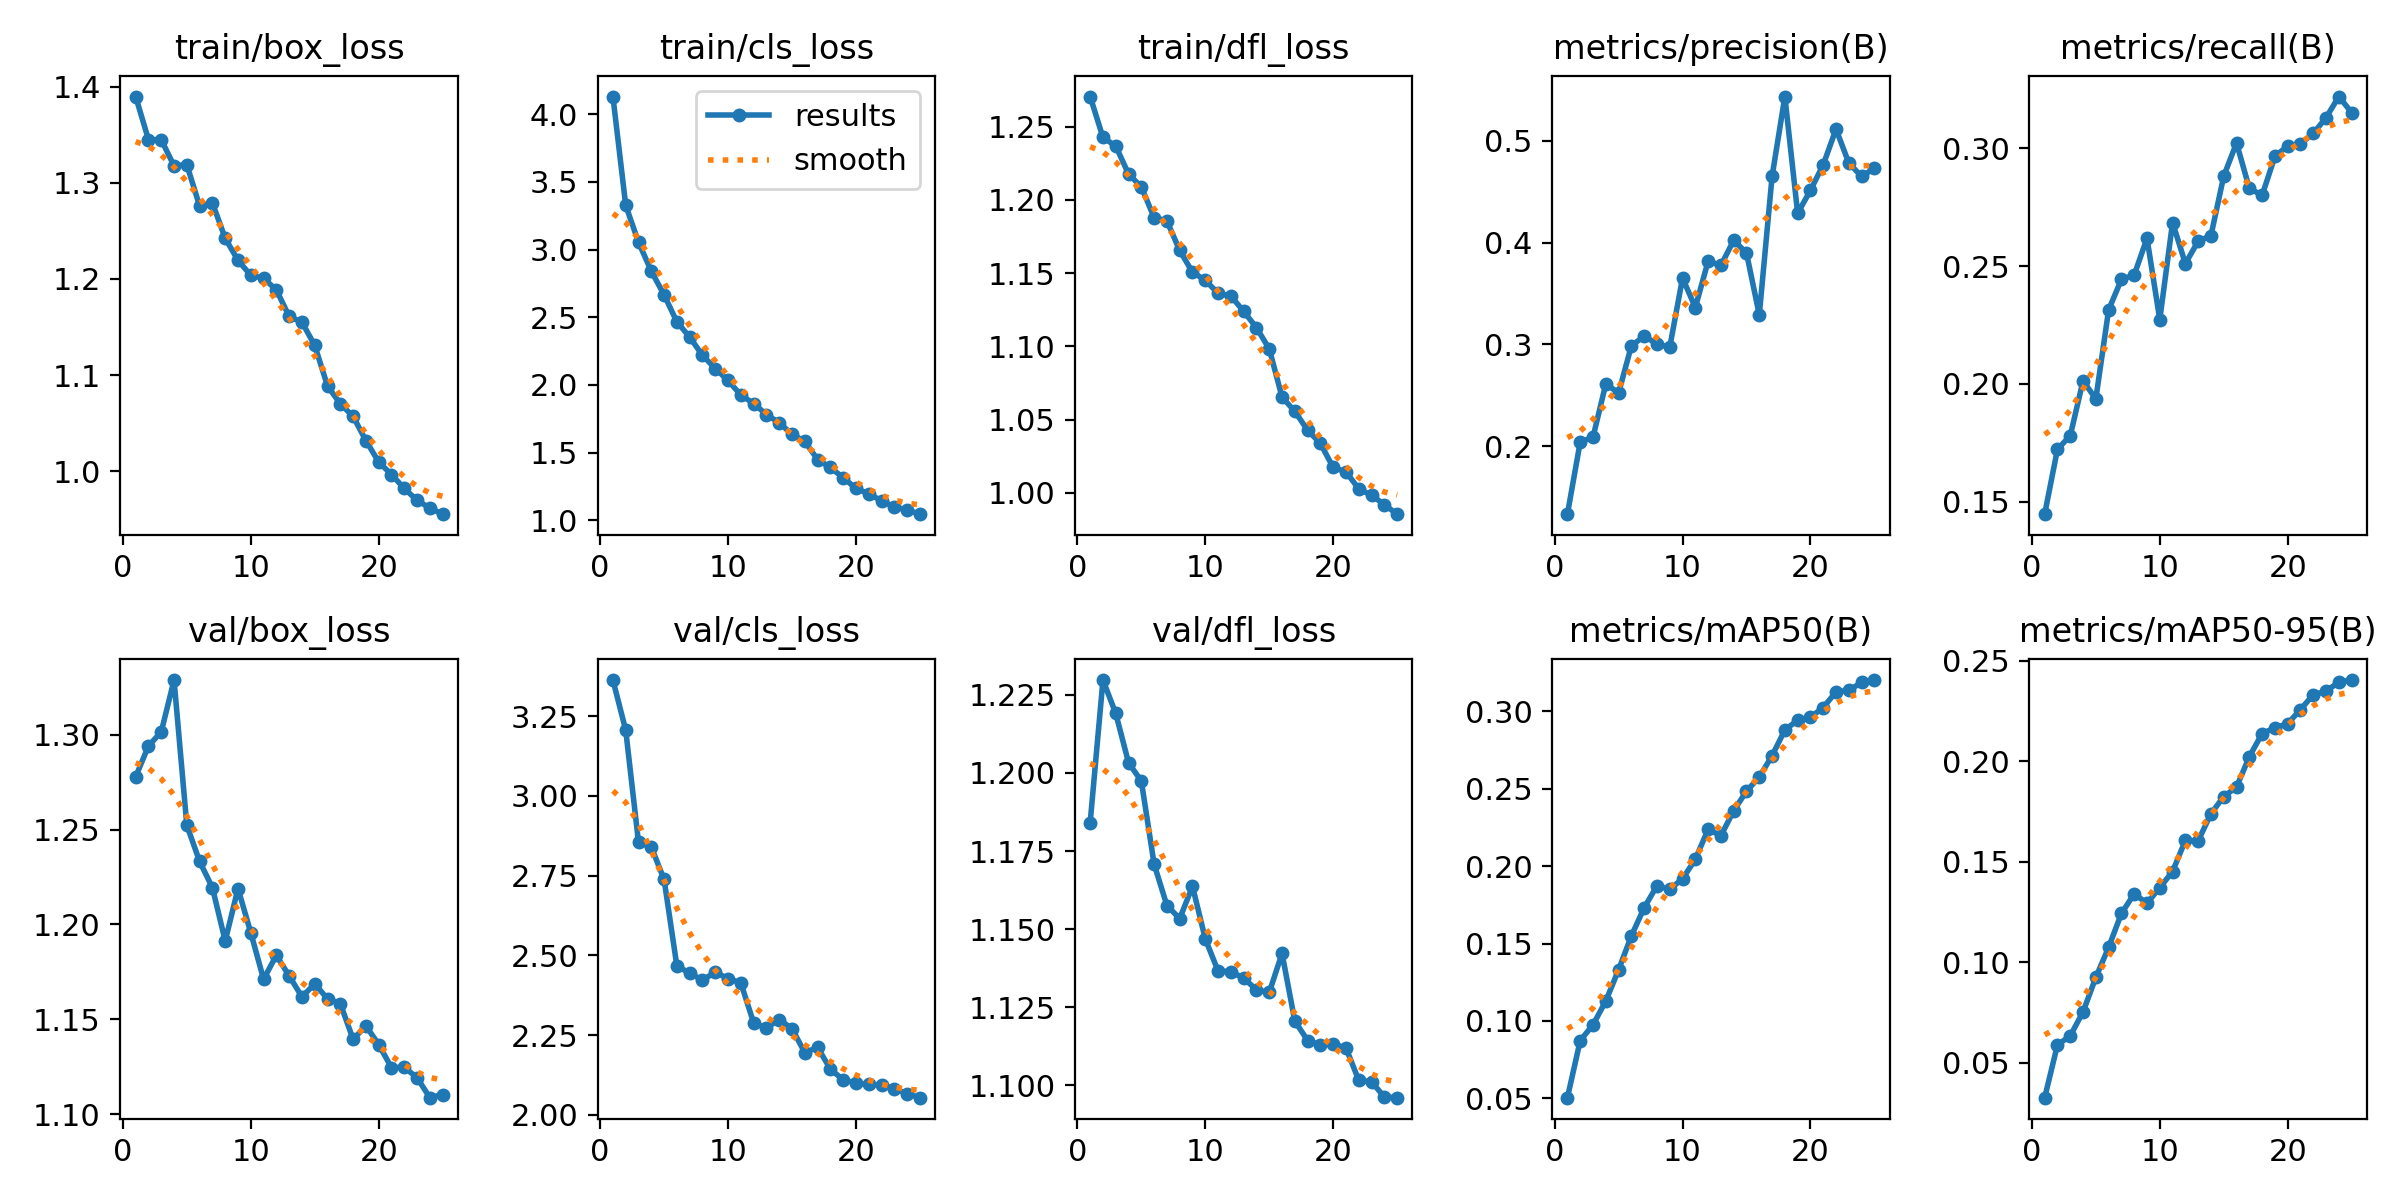 train/box_loss
train/cls_loss
train/dfl_loss
metrics/precision(B)
metrics/recall(B)
1.4
1.3
1.2
1.1
1.0
0 10 20
4.0
3.5
3.0
2.5
2.0
1.5
1.0
results
smooth
0 10 20
1.25
1.20
1.15
1.10
1.05
1.00
0 10 20
0.5
0.4
0.3
0.2
0 10 20
0.30
0.25
0.20
0.15
0 10 20
val/box_loss
val/cls_loss
val/dfl_loss
metrics/mAP50(B)
metrics/mAP50-95(B)
1.30
1.25
1.20
1.15
1.10
0 10 20
3.25
3.00
2.75
2.50
2.25
2.00
0 10 20
1.225
1.200
1.175
1.150
1.125
1.100
0 10 20
0.30
0.25
0.20
0.15
0.10
0.05
0 10 20
0.25
0.20
0.15
0.10
0.05
0 10 20